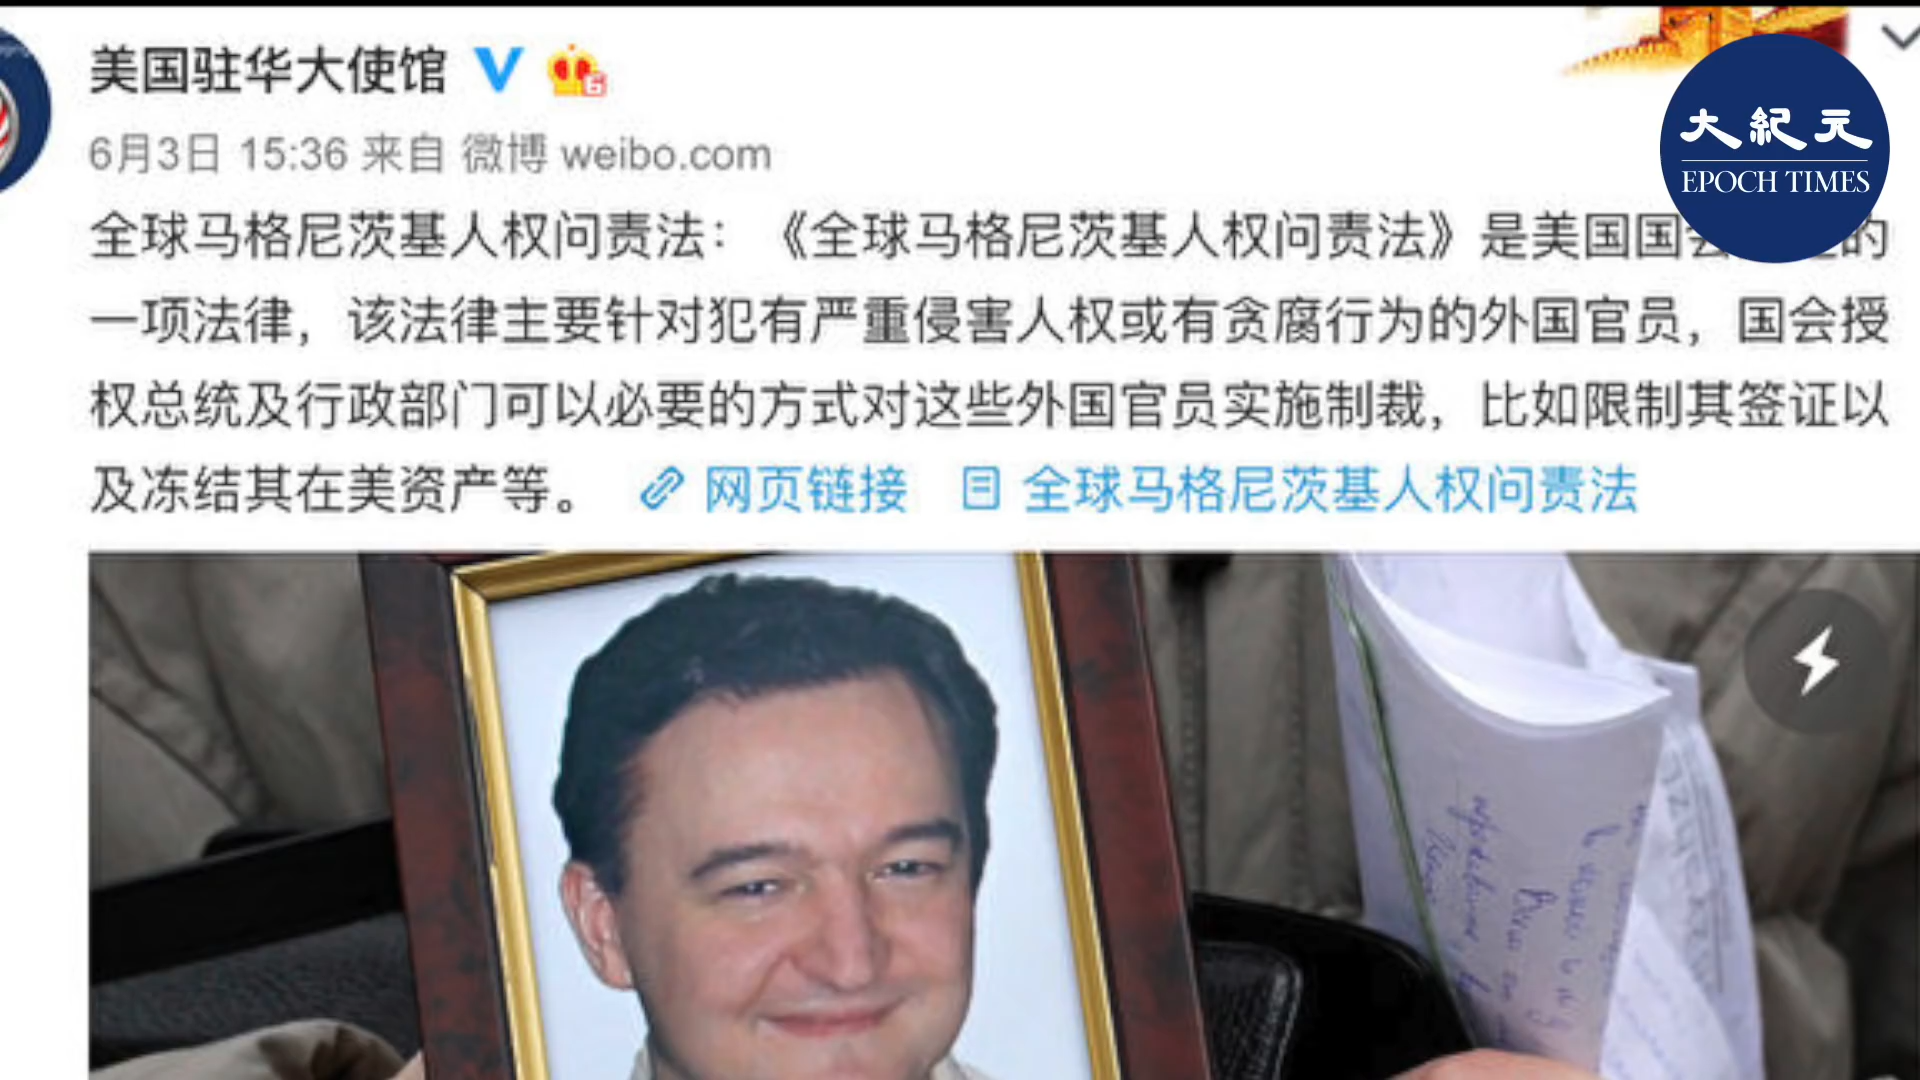 美国驻华大使馆
6月3日 15:36 来自 微博 weibo.com
大紀元
EPOCH TIMES
全球马格尼茨基人权问责法：《全球马格尼茨基人权问责法》是美国国会 的
一项法律，该法律主要针对犯有严重侵害人权或有贪腐行为的外国官员，国会授
权总统及行政部门可以必要的方式对这些外国官员实施制裁，比如限制其签证以
及冻结其在美资产等。 网页链接 全球马格尼茨基人权问责法